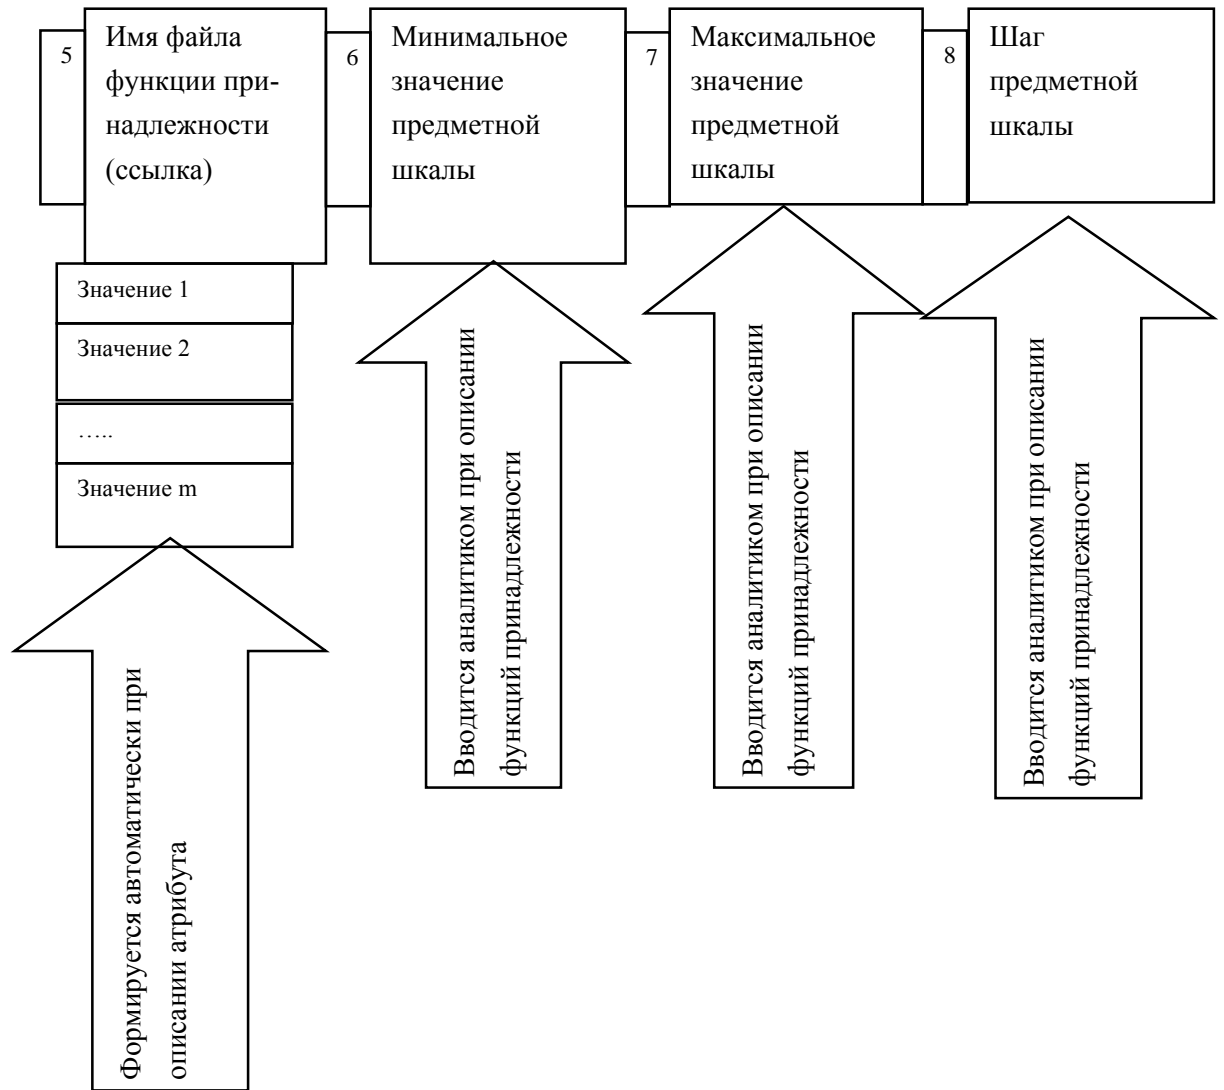 5
Имя файла
функции при-
надлежности
(ссылка)
6
Минимальное
значение
предметной
шкалы
7
Максимальное
значение
предметной
шкалы
8
Шаг
предметной
шкалы
Значение 1
Значение 2
…..
Значение m
Формируется автоматически при
описании атрибута
Вводится аналитиком при описании
функций принадлежности
Вводится аналитиком при описании
функций принадлежности
Вводится аналитиком при описании
функций принадлежности